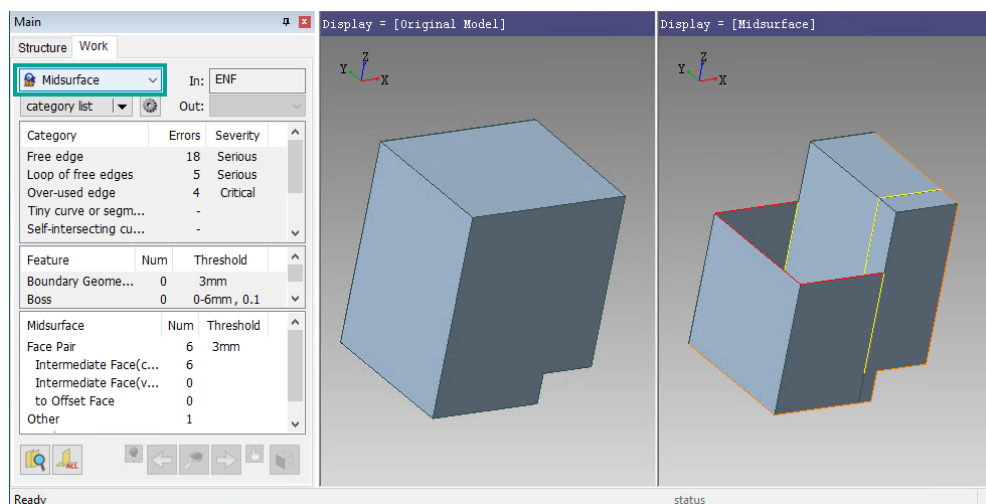 Main
Structure Work
Midsurface In: ENF
category list Out:
Category Errors Severity
Free edge 18 Serious
Loop of free edges 5 Serious
Over-used edge 4 Critical
Tiny curve or segm... -
Self-intersecting cu... -
Feature Num Threshold
Boundary Geome... 0 3mm
Boss 0 0-6mm , 0.1
Midsurface Num Threshold
Face Pair 6 3mm
Intermediate Face(c... 6
Intermediate Face(v... 0
to Offset Face 0
Other 1
ALL
Ready
Display = [Original Model]
Z
Y
X
Display = [Midsurface]
Z
Y
X
status